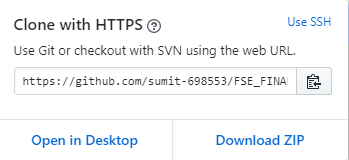 Clone with HTTPS
Use SSH
Use Git or checkout with SVN using the web URL.
https://github.com/sumit-698553/FSE_FINA
Open in Desktop
Download ZIP